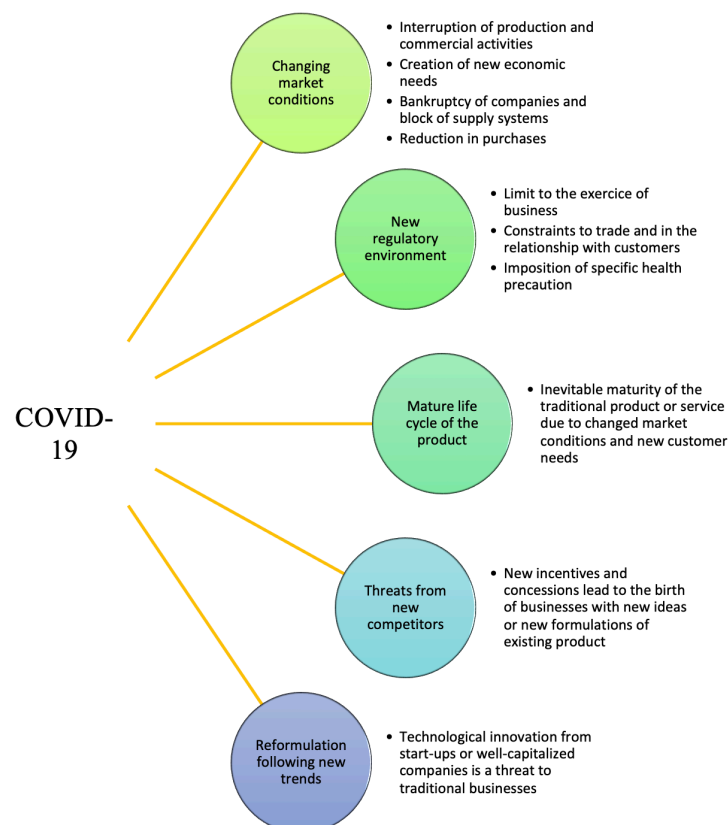 Changing
market
conditions
• Interruption of production and
commercial activities
• Creation of new economic
needs
• Bankruptcy of companies and
block of supply systems
• Reduction in purchases
New
regulatory
environment
• Limit to the exercice of
business
• Constraints to trade and in the
relationship with customers
• Imposition of specific health
precaution
COVID-
19
Mature life
cycle of the
product
• Inevitable maturity of the
traditional product or service
due to changed market
conditions and new customer
needs
Threats from
new
competitors
• New incentives and
concessions lead to the birth
of businesses with new ideas
or new formulations of
existing product
Reformulation
following new
trends
• Technological innovation from
start-ups or well-capitalized
companies is a threat to
traditional businesses